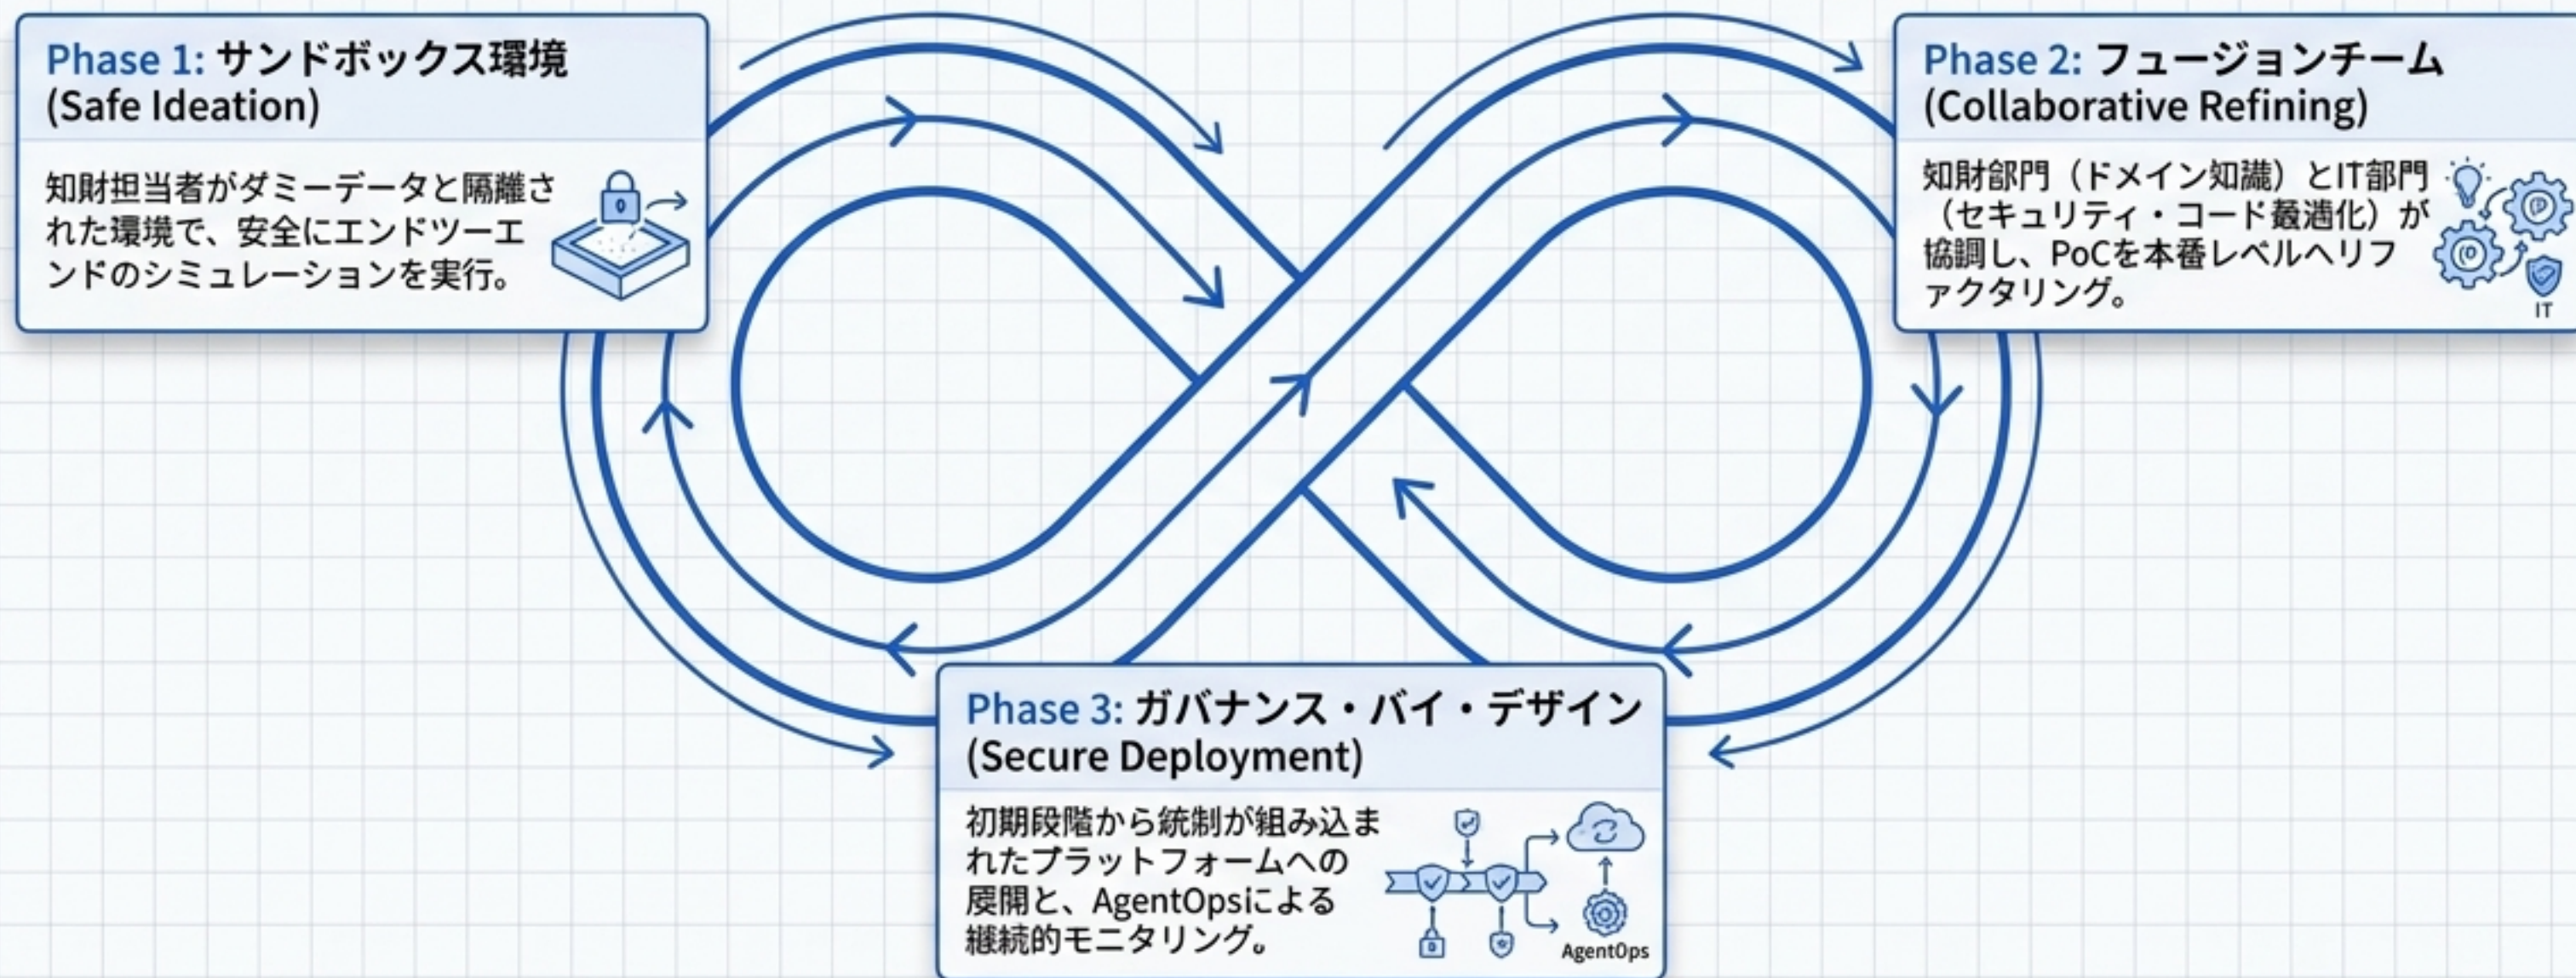 Phase 1: サンドボックス環境
(Safe Ideation)
知財担当者がダミーデータと隔離さ
れた環境で、安全にエンドツーエ
ンドのシミュレーションを実行。
Phase 2: フュージョンチーム
(Collaborative Refining)
知財部門（ドメイン知識）とIT部門
（セキュリティ・コード最適化）が
協調し、PoCを本番レベルへリフ
ァクタリング。
IT
Phase 3: ガバナンス・バイ・デザイン
(Secure Deployment)
初期段階から統制が組み込ま
れたプラットフォームへの
展開と、AgentOpsによる
継続的モニタリング。
AgentOps